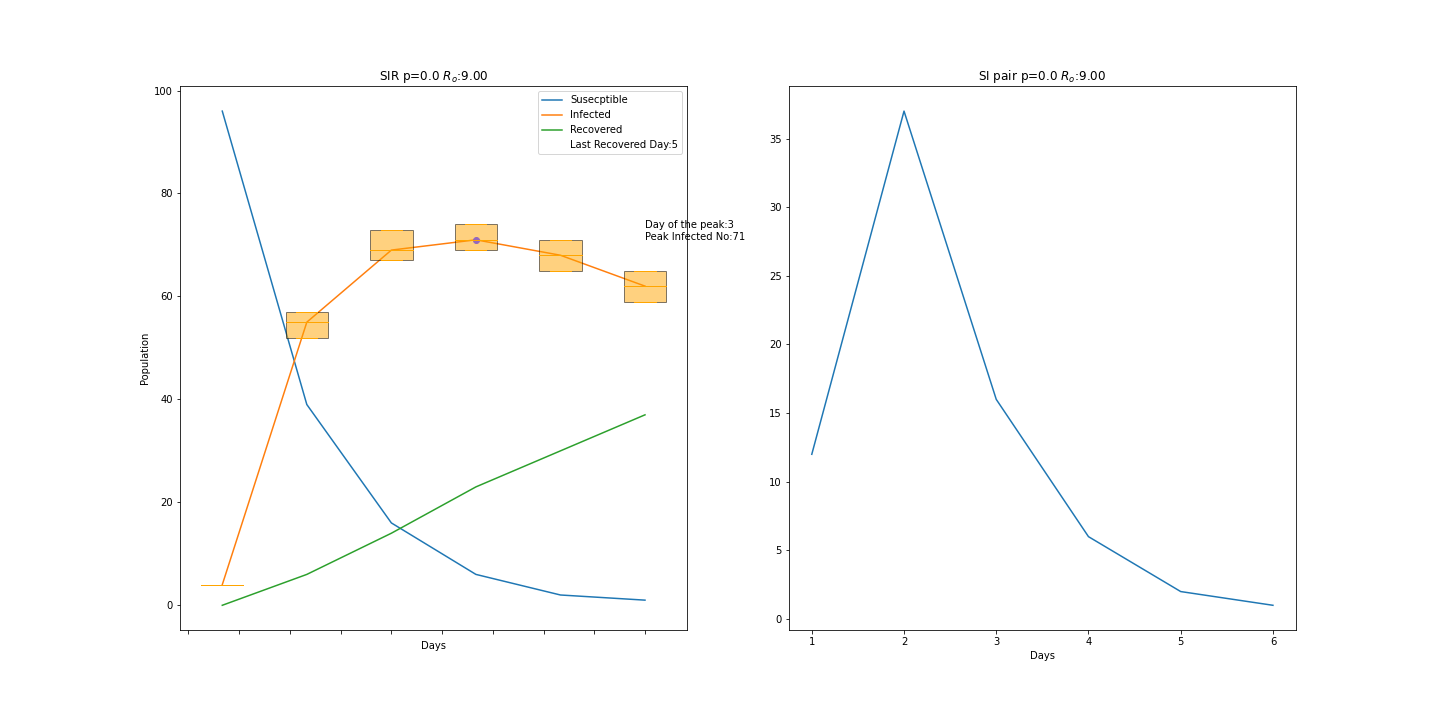 SIR p=0.0 Rₒ:9.00
100
80
60
40
20
0
Population
Days
Susecptible
Infected
Recovered
Last Recovered Day:5
Day of the peak:3
Peak Infected No:71
SI pair p=0.0 Rₒ:9.00
35
30
25
20
15
10
5
0
1 2 3 4 5 6
Days